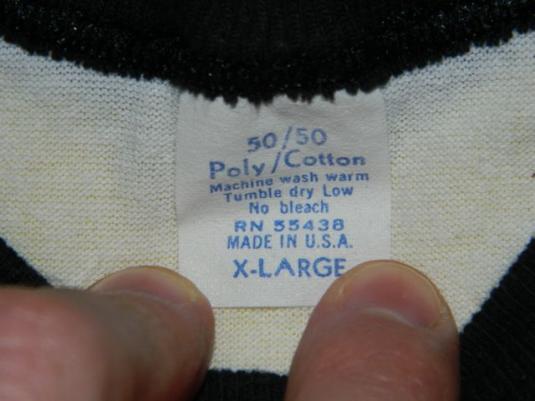 50/50
Poly/Cotton
Machine wash warm
Tumble dry Low
No bleach
RN 55438
MADE IN U.S.A.
X-LARGE